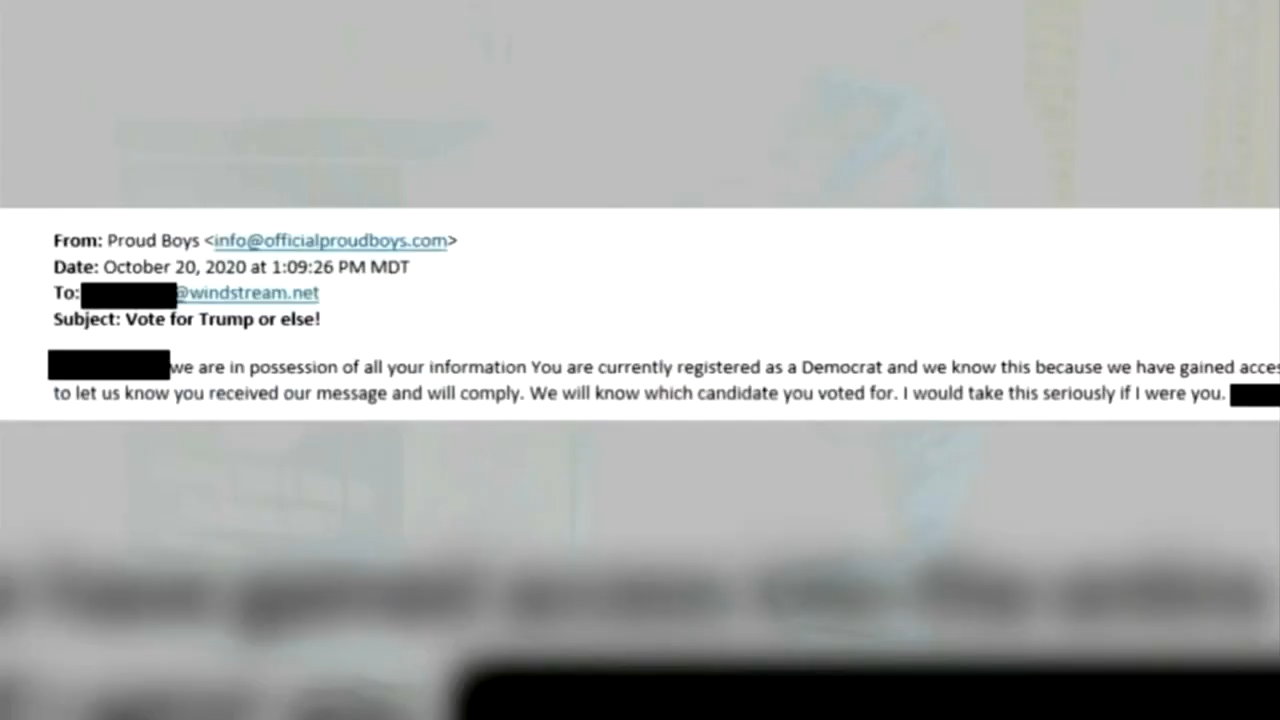 From: Proud Boys <info@officialproudboys.com>
Date: October 20, 2020 at 1:09:26 PM MDT
To: @windstream.net
Subject: Vote for Trump or else!
we are in possession of all your information You are currently registered as a Democrat and we know this because we have gained acces
to let us know you received our message and will comply. We will know which candidate you voted for. I would take this seriously if I were you.